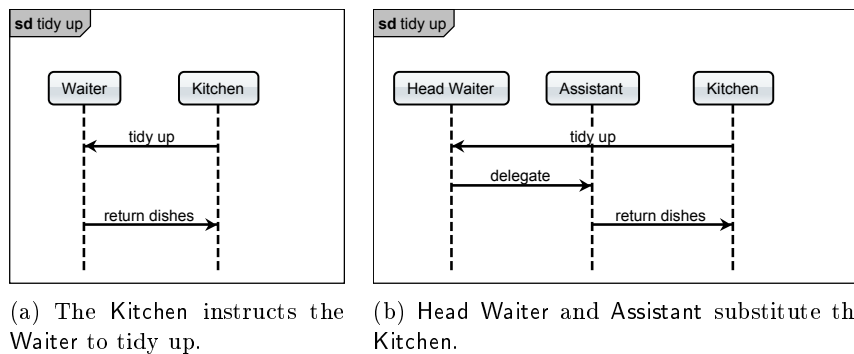 sd tidy up
Waiter Kitchen
tidy up
return dishes
(a) The Kitchen instructs the
Waiter to tidy up.
sd tidy up
Head Waiter Assistant Kitchen
tidy up
delegate
return dishes
(b) Head Waiter and Assistant substitute th
Kitchen.